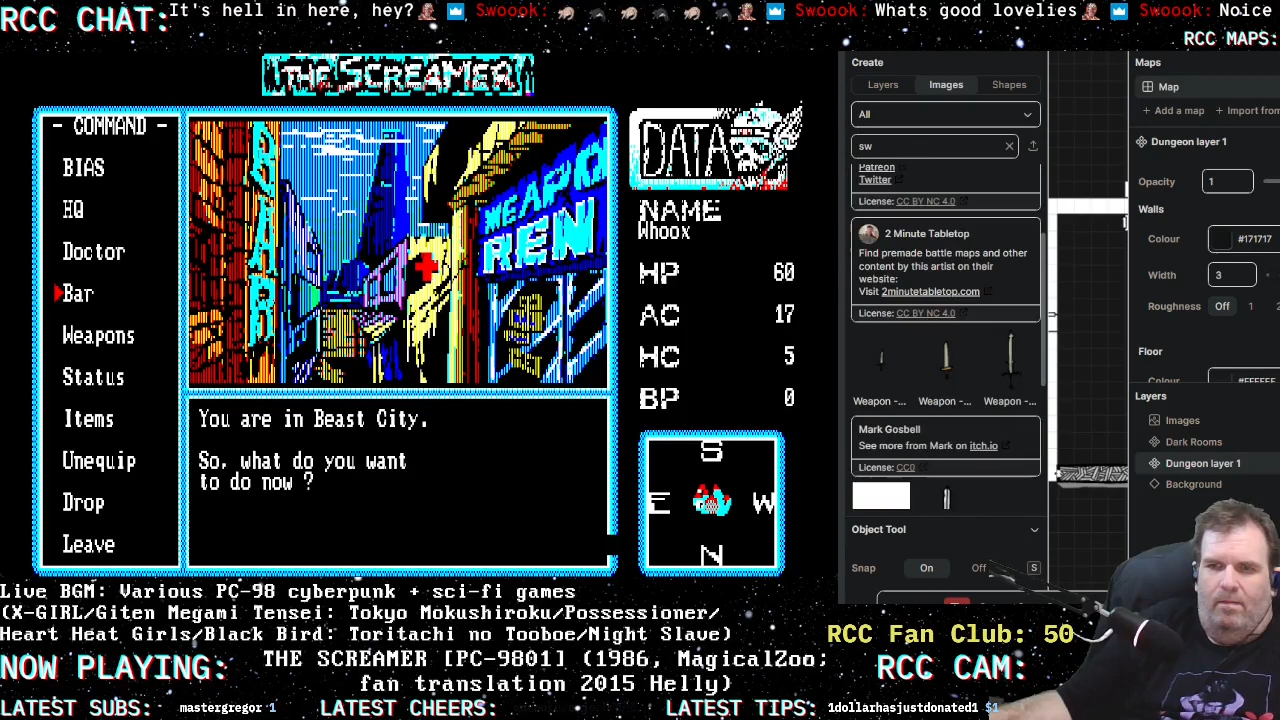 RCC CHAT:
It's hell in here, hey?
Swoook:
Swoook: Whats good lovelies
Swoook: Noice
RCC MAPS:
THE SCREAMER
- COMMAND -
BIAS
HQ
Doctor
Bar
Weapons
Status
Items
Unequip
Drop
Leave
BEAR
WEAPO
REN
You are in Beast City.
So, what do you want
to do now ?
DATA
NAME
Whoox
HP 60
AC 17
HC 5
BP 0
S
E W
N
Create
Layers Images Shapes
All
sw
Patreon
Twitter
License: CC BY NC 4.0
2 Minute Tabletop
Find premade battle maps and other
content by this artist on their
website:
Visit 2minutetabletop.com
License: CC BY NC 4.0
Weapon -... Weapon -... Weapon -...
Mark Gosbell
See more from Mark on itch.io
License: CC0
Object Tool
Snap On Off S
Maps
Map
+ Add a map + Import from
Dungeon layer 1
Opacity 1
Walls
Colour #171717
Width 3
Roughness Off 1 2
Floor
Colour #FFFFFF
Layers
Images
Dark Rooms
Dungeon layer 1
Background
Live BGM: Various PC-98 cyberpunk + sci-fi games
(X-GIRL/Giten Megami Tensei: Tokyo Mokushiroku/Possessioner/
Heart Heat Girls/Black Bird: Toritachi no Tooboe/Night Slave)
RCC Fan Club: 50
NOW PLAYING:
THE SCREAMER [PC-9801] (1986, MagicalZoo;
fan translation 2015 Helly)
RCC CAM:
LATEST SUBS: mastergregor 1
LATEST CHEERS:
LATEST TIPS: 1dollarhasjustdonated1 $1